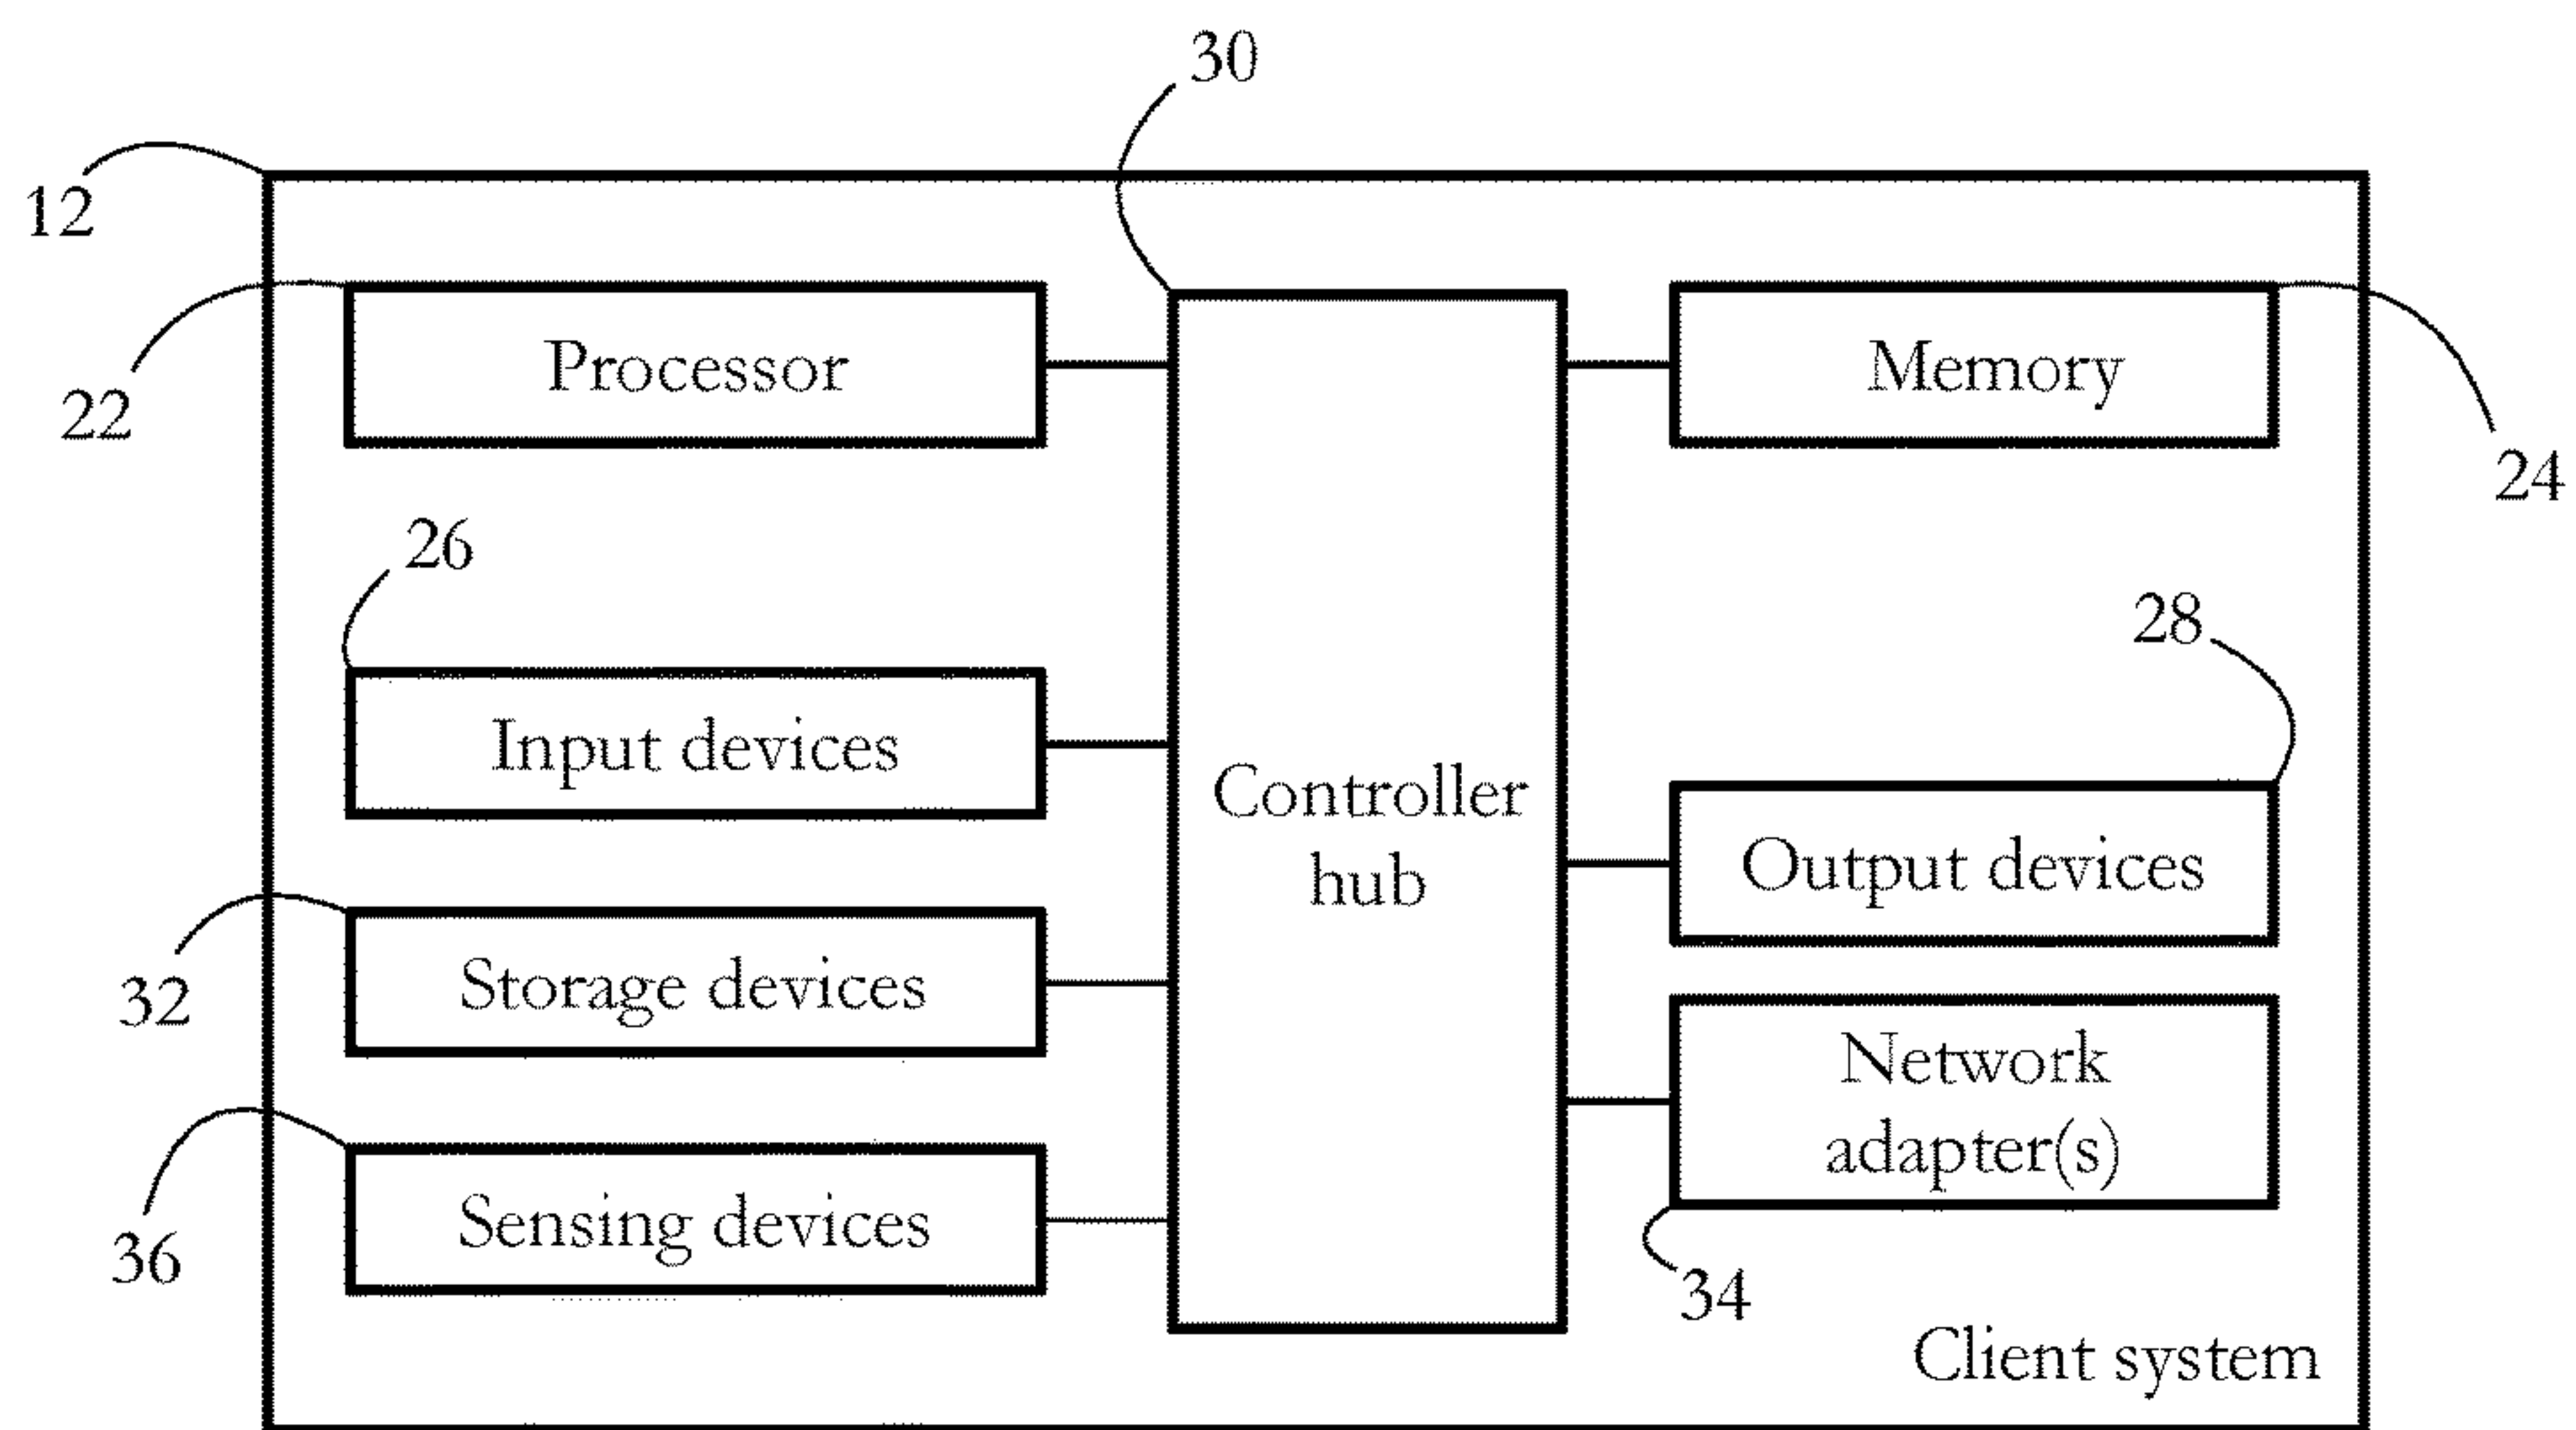 30
12
22
Processor
Memory
24
26
28
Input devices
Controller
hub
Output devices
32
Storage devices
Network
adapter(s)
36
Sensing devices
34
Client system